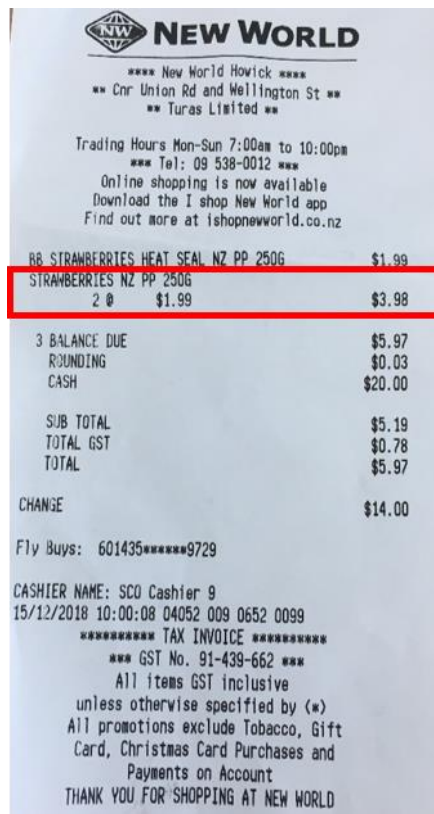 NW NEW WORLD
**** New World Howick ****
** Cnr Union Rd and Wellington St **
** Turas Limited **
Trading Hours Mon-Sun 7:00am to 10:00pm
*** Tel: 09 538-0012 ***
Online shopping is now available
Download the I shop New World app
Find out more at ishopnewworld.co.nz
BB STRAWBERRIES HEAT SEAL NZ PP 250G $1.99
STRAWBERRIES NZ PP 250G
2 @ $1.99 $3.98
3 BALANCE DUE $5.97
ROUNDING $0.03
CASH $20.00
SUB TOTAL $5.19
TOTAL GST $0.78
TOTAL $5.97
CHANGE $14.00
Fly Buys: 601435******9729
CASHIER NAME: SCO Cashier 9
15/12/2018 10:00:08 04052 009 0652 0099
********** TAX INVOICE **********
*** GST No. 91-439-662 ***
All items GST inclusive
unless otherwise specified by (*)
All promotions exclude Tobacco, Gift
Card, Christmas Card Purchases and
Payments on Account
THANK YOU FOR SHOPPING AT NEW WORLD